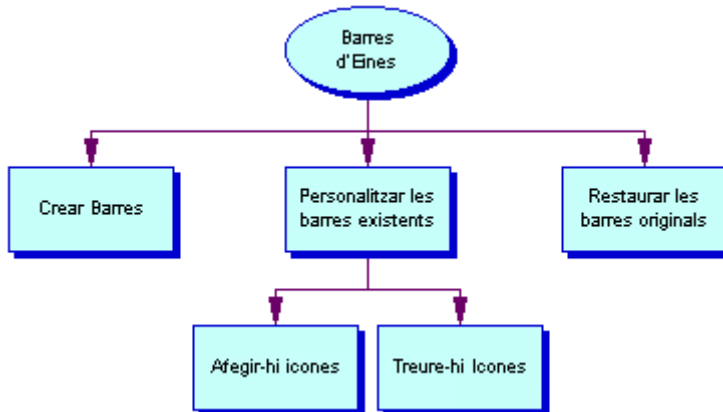 Barres
d'Eines
Crear Barres
Personalitzar les
barres existents
Restaurar les
barres originals
Afegir-hi icones
Treure-hi Icones